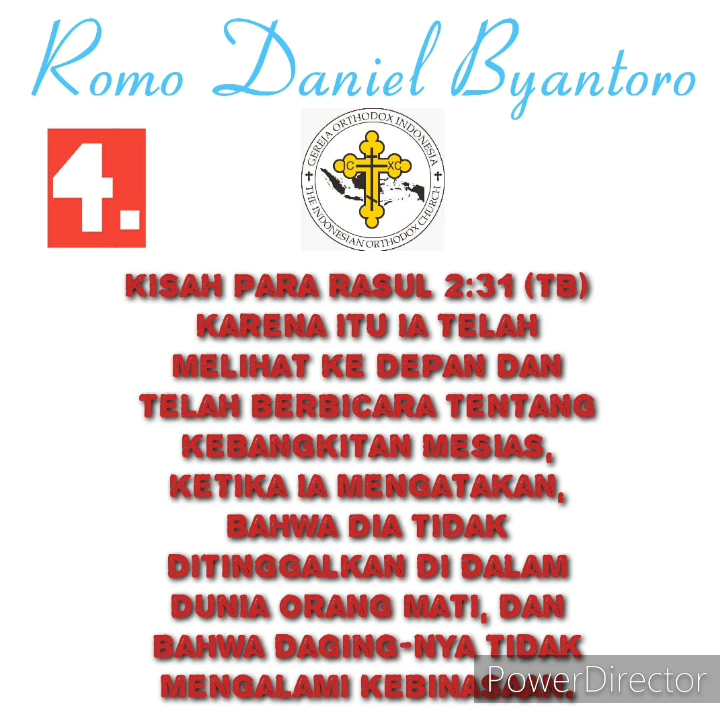 Romo Daniel Byantoro
4.
GEREJA ORTHODOX INDONESIA
C XC
THE INDONESIAN ORTHODOX CHURCH
KISAH PARA RASUL 2:31 (TB)
KARENA ITU IA TELAH
MELIHAT KE DEPAN DAN
TELAH BERBICARA TENTANG
KEBANGKITAN MESIAS,
KETIKA IA MENGATAKAN,
BAHWA DIA TIDAK
DITINGGALKAN DI DALAM
DUNIA ORANG MATI, DAN
BAHWA DAGING-NYA TIDAK
MENGALAMI
PowerDirector